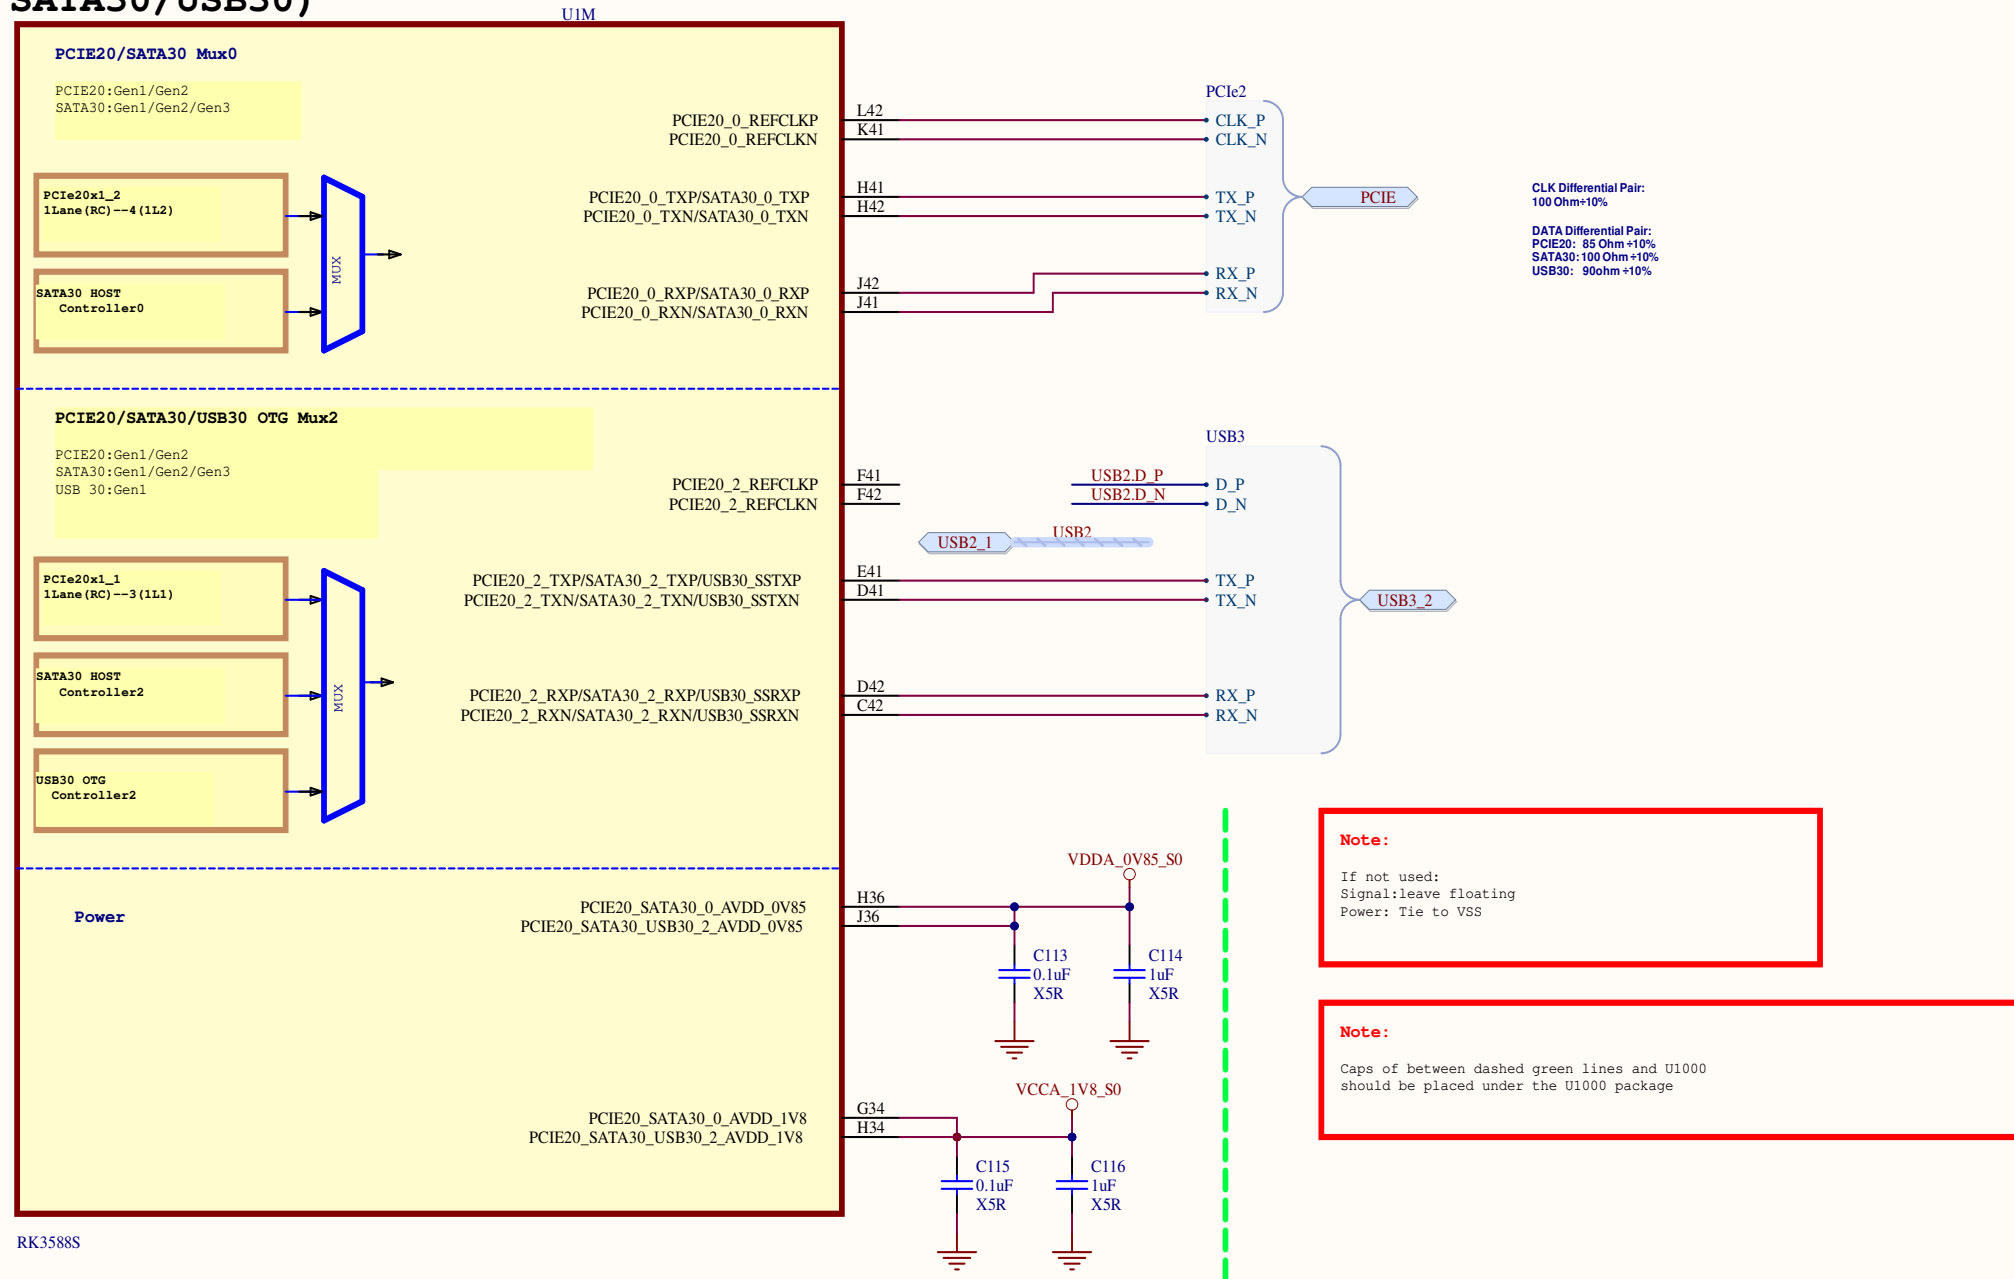 SATA30/USB30)
U1M
PCIE20/SATA30 Mux0
PCIE20:Gen1/Gen2
SATA30:Gen1/Gen2/Gen3
PCIe20x1_2
1Lane(RC)--4(1L2)
SATA30 HOST
Controller0
MUX
PCIE20_0_REFCLKP
PCIE20_0_REFCLKN
PCIE20_0_TXP/SATA30_0_TXP
PCIE20_0_TXN/SATA30_0_TXN
PCIE20_0_RXP/SATA30_0_RXP
PCIE20_0_RXN/SATA30_0_RXN
L42
K41
H41
H42
J42
J41
PCIe2
CLK_P
CLK_N
TX_P
TX_N
RX_P
RX_N
PCIE
CLK Differential Pair:
100 Ohm÷10%
DATA Differential Pair:
PCIE20: 85 Ohm ÷10%
SATA30: 100 Ohm ÷10%
USB30: 90ohm ÷10%
PCIE20/SATA30/USB30 OTG Mux2
PCIE20:Gen1/Gen2
SATA30:Gen1/Gen2/Gen3
USB 30:Gen1
PCIe20x1_1
1Lane(RC)--3(1L1)
SATA30 HOST
Controller2
USB30 OTG
Controller2
MUX
PCIE20_2_REFCLKP
PCIE20_2_REFCLKN
PCIE20_2_TXP/SATA30_2_TXP/USB30_SSTXP
PCIE20_2_TXN/SATA30_2_TXN/USB30_SSTXN
PCIE20_2_RXP/SATA30_2_RXP/USB30_SSRXP
PCIE20_2_RXN/SATA30_2_RXN/USB30_SSRXN
F41
F42
E41
D41
D42
C42
USB2.D_P
USB2.D_N
USB2_1
USB2
USB3
D_P
D_N
TX_P
TX_N
RX_P
RX_N
USB3_2
Power
PCIE20_SATA30_0_AVDD_0V85
PCIE20_SATA30_USB30_2_AVDD_0V85
PCIE20_SATA30_0_AVDD_1V8
PCIE20_SATA30_USB30_2_AVDD_1V8
H36
J36
G34
H34
VDDA_0V85_S0
C113
0.1uF
X5R
C114
1uF
X5R
VCCA_1V8_S0
C115
0.1uF
X5R
C116
1uF
X5R
Note:
If not used:
Signal:leave floating
Power: Tie to VSS
Note:
Caps of between dashed green lines and U1000
should be placed under the U1000 package
RK3588S